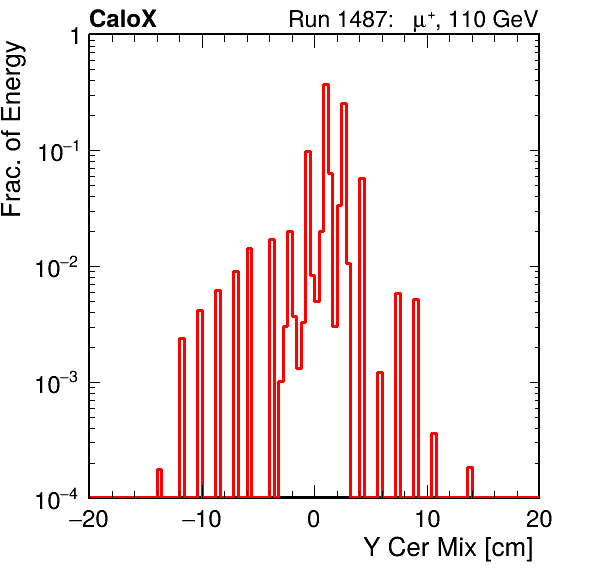 CaloX Run 1487: μ⁺, 110 GeV
Frac. of Energy
1
10⁻¹
10⁻²
10⁻³
10⁻⁴
−20 −10 0 10 20
Y Cer Mix [cm]